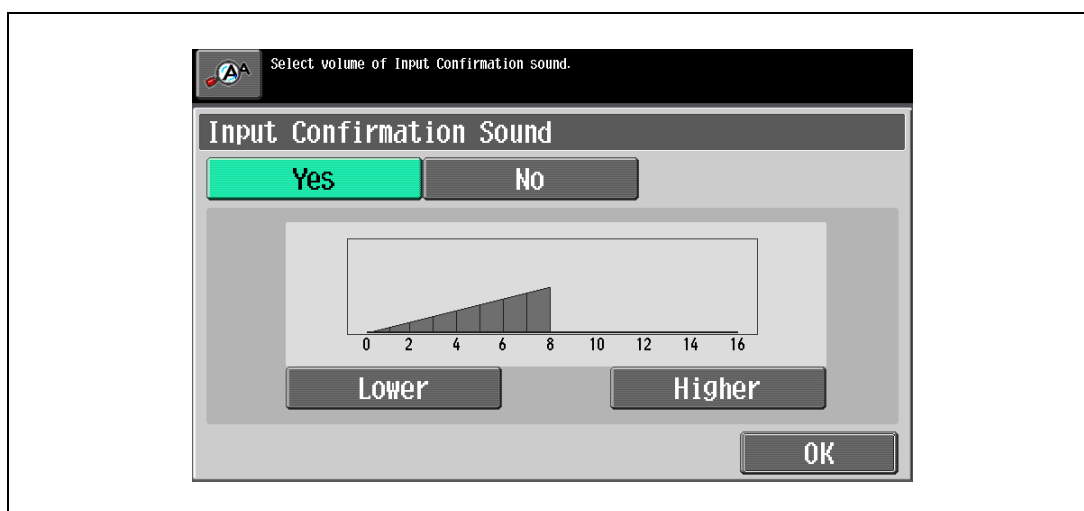 AA
Select volume of Input Confirmation sound.
Input Confirmation Sound
Yes No
0 2 4 6 8 10 12 14 16
Lower Higher
OK